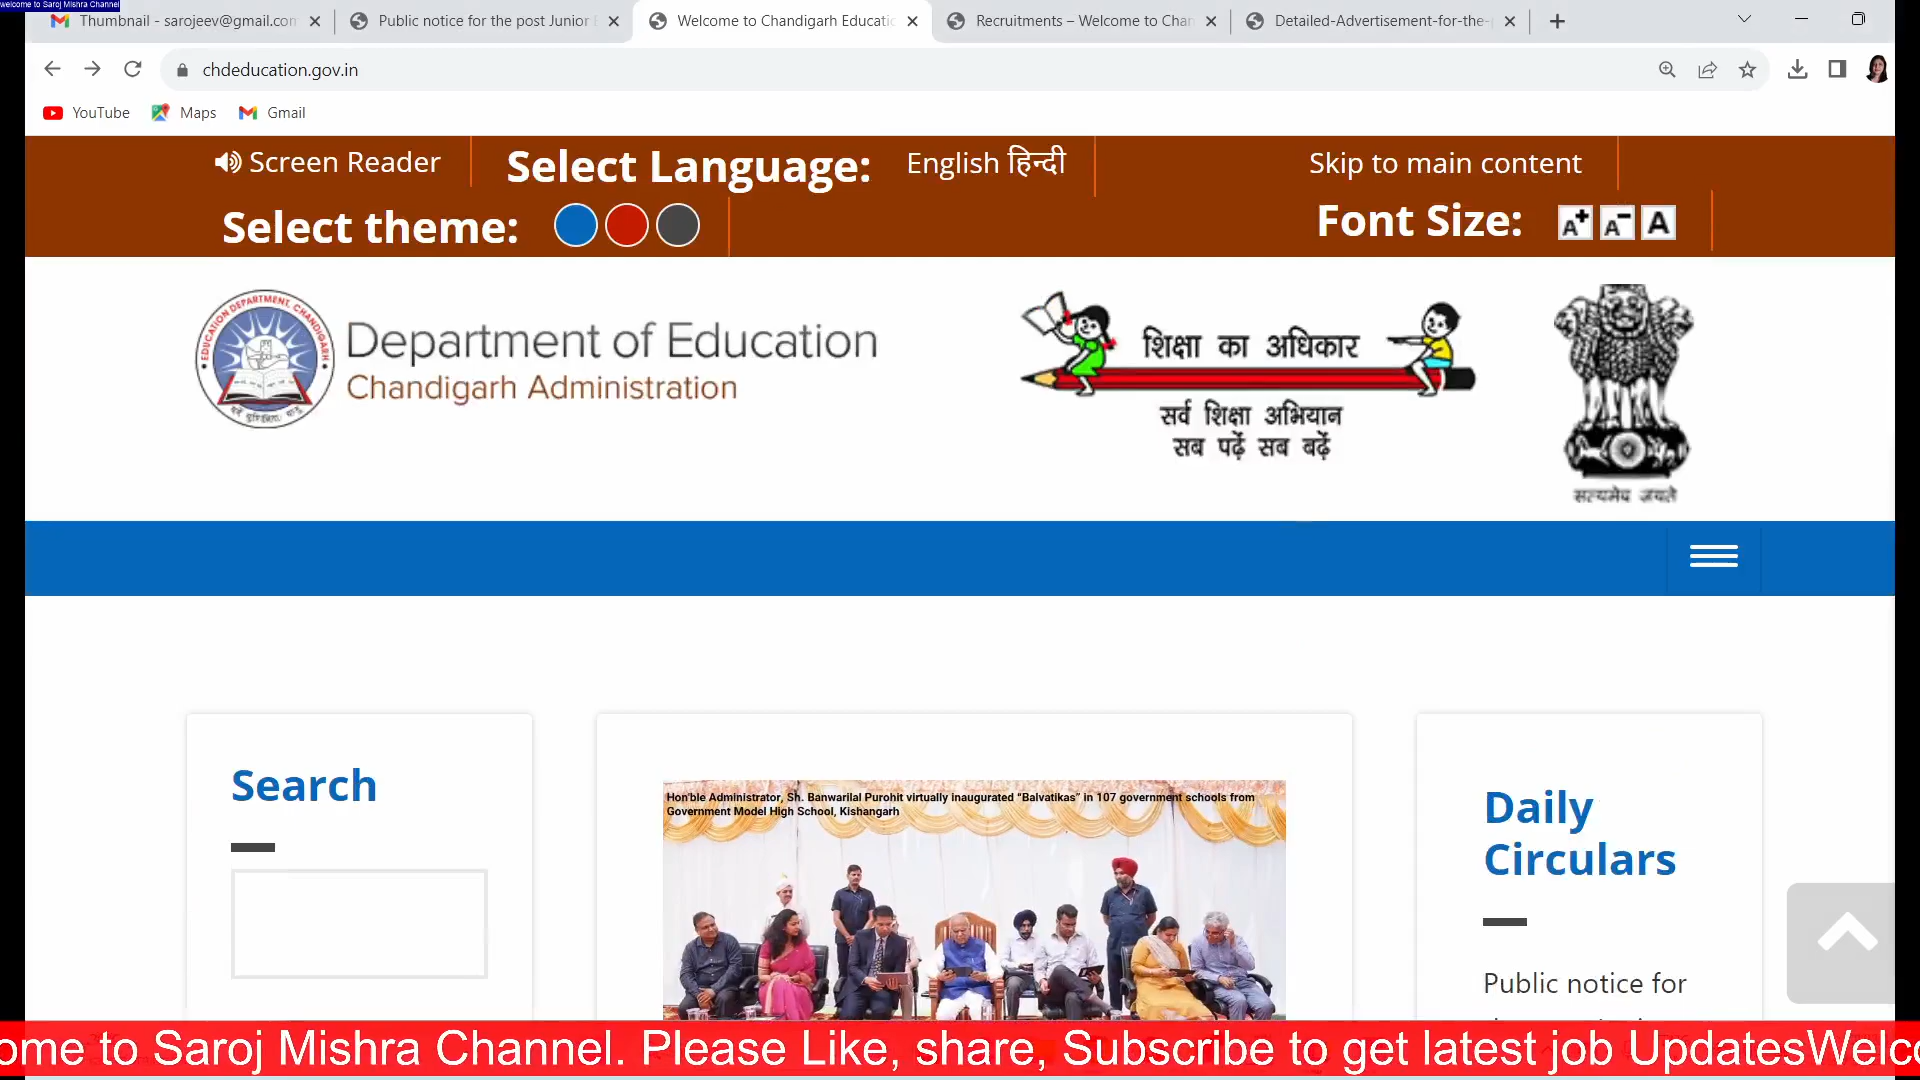 welcome to Saroj Mishra Channel
Thumbnail - sarojeev@gmail.com
Public notice for the post Junior
Welcome to Chandigarh Educatio
Recruitments – Welcome to Chan
Detailed-Advertisement-for-the-
chdeducation.gov.in
YouTube
Maps
Gmail
Screen Reader
Select Language:
English हिन्दी
Skip to main content
Select theme:
Font Size:
A+ A- A
EDUCATION DEPARTMENT, CHANDIGARH
Department of Education
Chandigarh Administration
शिक्षा का अधिकार
सर्व शिक्षा अभियान
सब पढ़ें सब बढ़ें
सत्यमेव जयते
Search
Hon'ble Administrator, Sh. Banwarilal Purohit virtually inaugurated "Balvatikas" in 107 government schools from
Government Model High School, Kishangarh
Daily
Circulars
Public notice for
ome to Saroj Mishra Channel. Please Like, share, Subscribe to get latest job UpdatesWelco